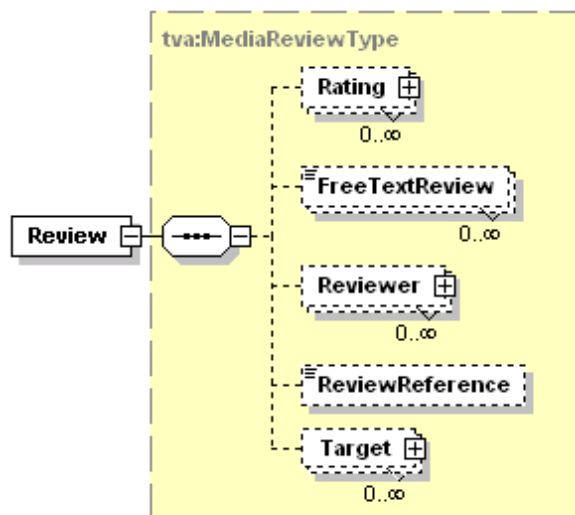 tva:MediaReviewType
Rating
0..∞
FreeTextReview
0..∞
Review
Reviewer
0..∞
ReviewReference
Target
0..∞